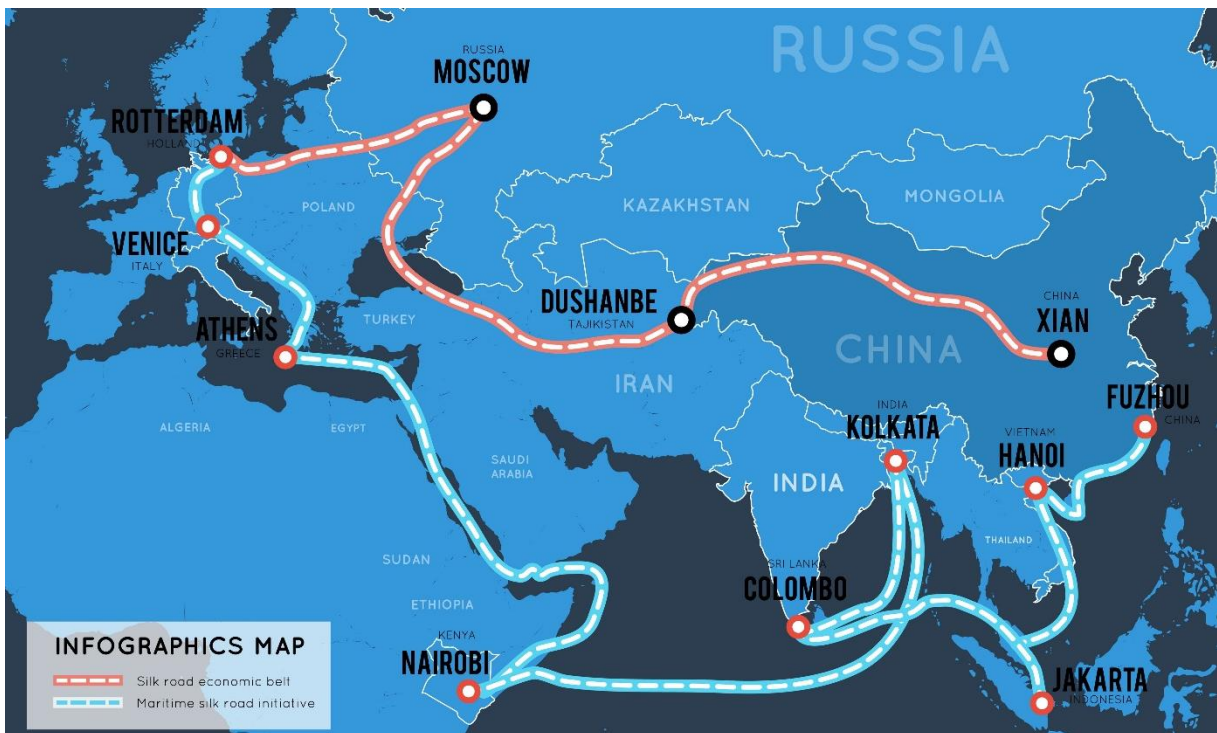 RUSSIA
RUSSIA
MOSCOW
ROTTERDAM
HOLLAND
POLAND
KAZAKHSTAN
MONGOLIA
VENICE
ITALY
DUSHANBE
TAJIKISTAN
CHINA
XIAN
TURKEY
ATHENS
GREECE
CHINA
IRAN
FUZHOU
CHINA
INDIA
KOLKATA
VIETNAM
HANOI
ALGERIA
EGYPT
SAUDI
ARABIA
INDIA
THAILAND
SUDAN
SRI LANKA
COLOMBO
ETHIOPIA
KENYA
NAIROBI
JAKARTA
INDONESIA
INFOGRAPHICS MAP
Silk road economic belt
Maritime silk road initiative